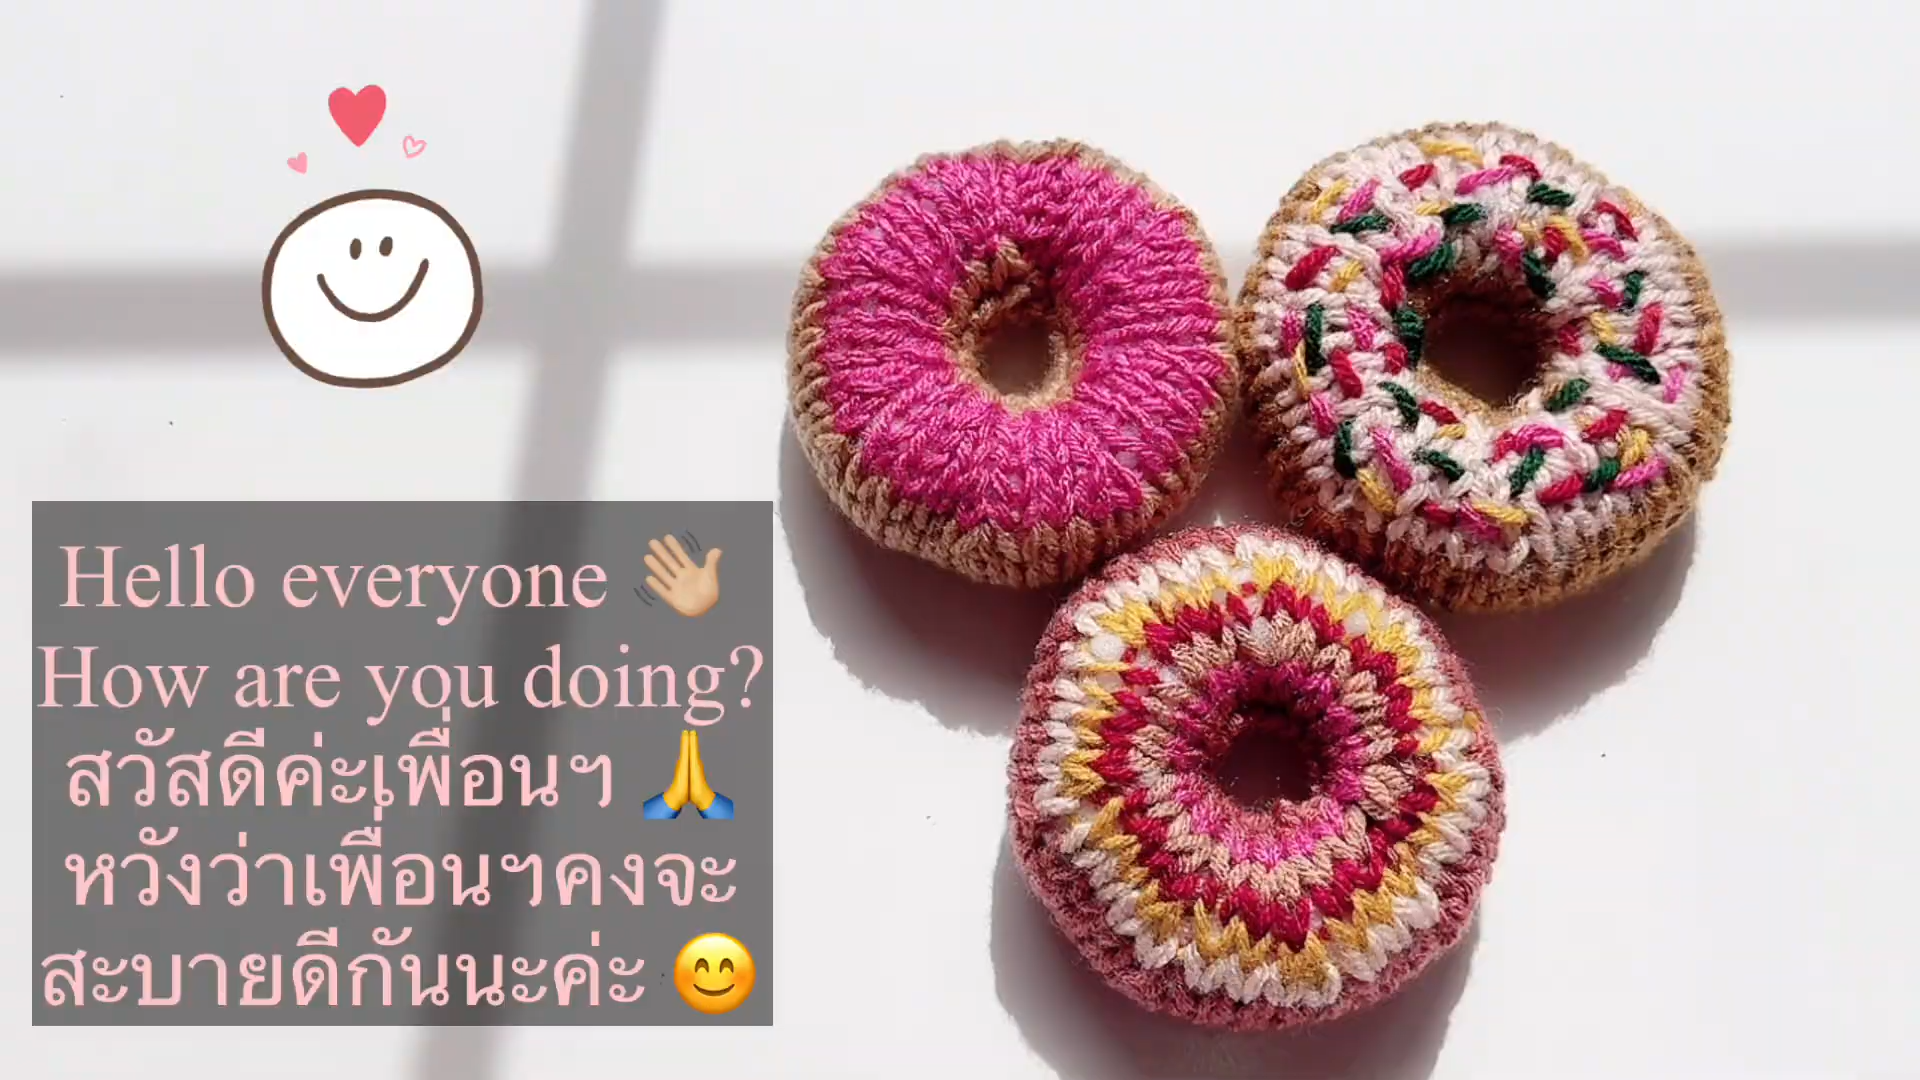 Hello everyone 👋🏼
How are you doing?
สวัสดีค่ะเพื่อนๆ 🙏
หวังว่าเพื่อนๆคงจะ
สะบายดีกันนะค่ะ 😊